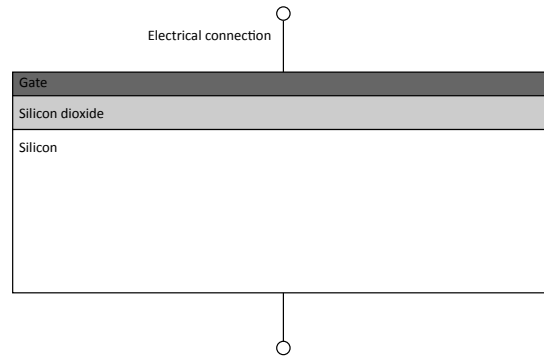 Electrical connection
Gate
Silicon dioxide
Silicon